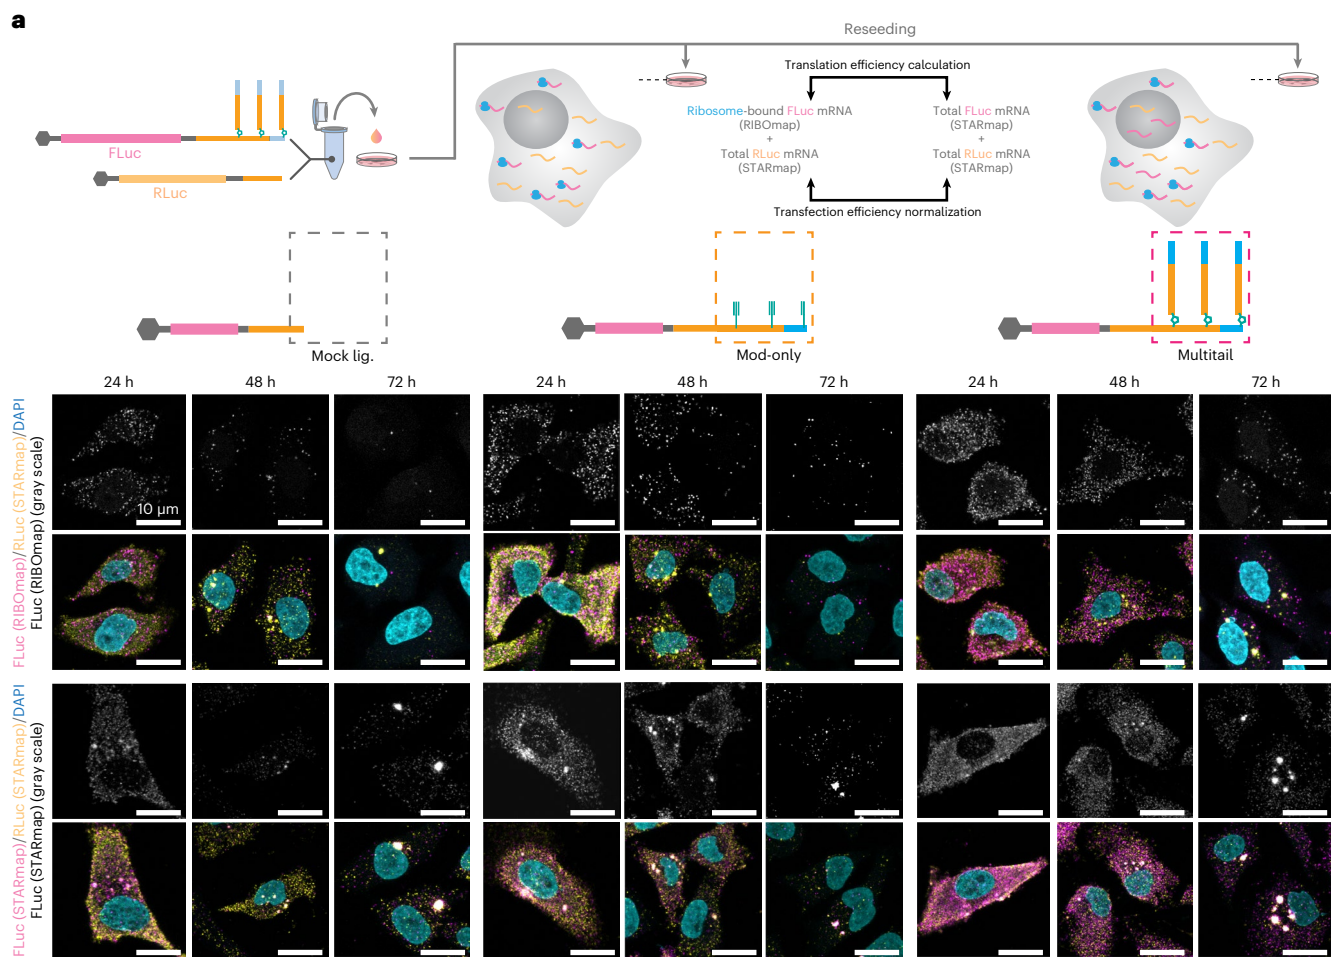 a
Reseeding
FLuc
RLuc
Translation efficiency calculation
Ribosome-bound FLuc mRNA
(RIBOmap)
+
Total RLuc mRNA
(STARmap)
Total FLuc mRNA
(STARmap)
+
Total RLuc mRNA
(STARmap)
Transfection efficiency normalization
Mock lig.
Mod-only
Multitail
24 h
48 h
72 h
24 h
48 h
72 h
24 h
48 h
72 h
FLuc (RIBOmap)/RLuc (STARmap)/DAPI
FLuc (RIBOmap) (gray scale)
10 µm
FLuc (STARmap)/RLuc (STARmap)/DAPI
FLuc (STARmap) (gray scale)